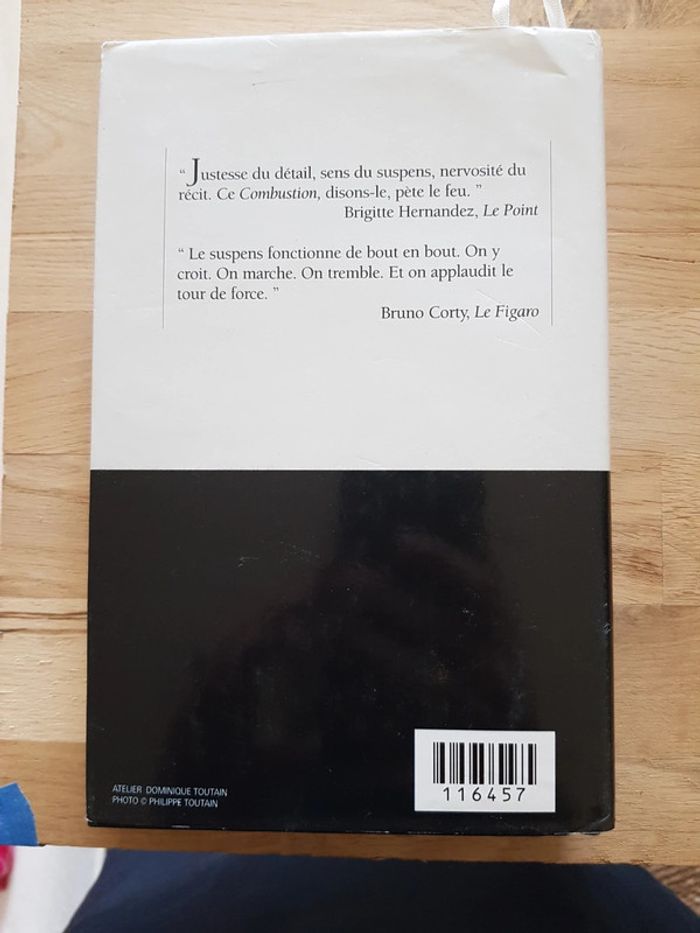 “ Justesse du détail, sens du suspens, nervosité du
récit. Ce Combustion, disons-le, pète le feu. ”
Brigitte Hernandez, Le Point
“ Le suspens fonctionne de bout en bout. On y
croit. On marche. On tremble. Et on applaudit le
tour de force. ”
Bruno Corty, Le Figaro
ATELIER DOMINIQUE TOUTAIN
PHOTO © PHILIPPE TOUTAIN
116457